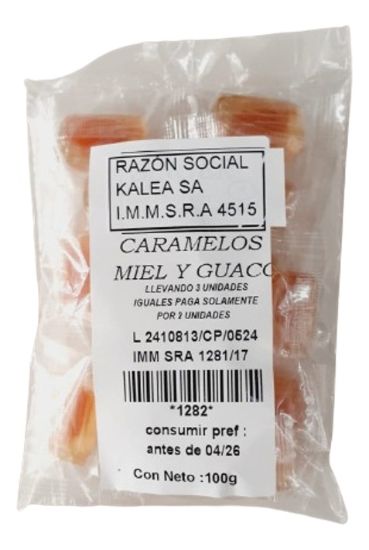 RAZÓN SOCIAL
KALEA SA
I.M.M.S.R.A 4515
CARAMELOS
MIEL Y GUACO
LLEVANDO 3 UNIDADES
IGUALES PAGA SOLAMENTE
POR 2 UNIDADES
L 2410813/CP/0524
IMM SRA 1281/17
*1282*
consumir pref :
antes de 04/26
Con Neto :100g